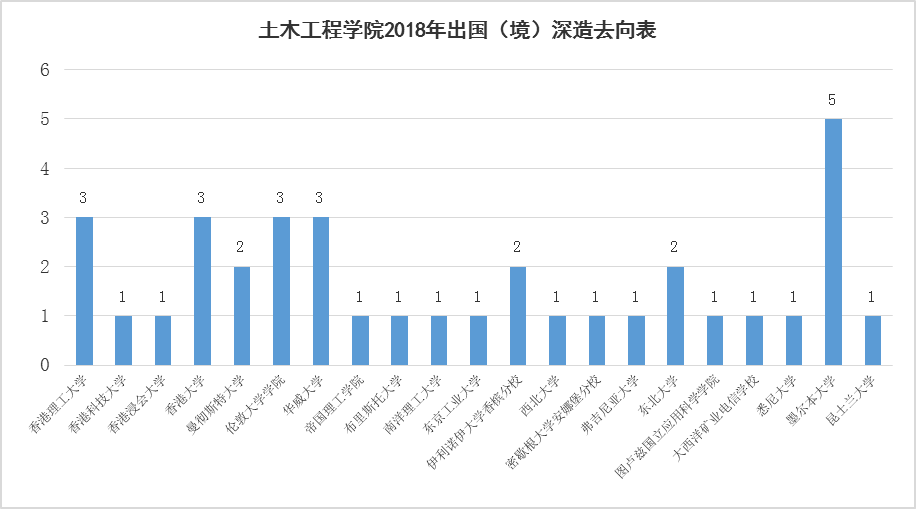 土木工程学院2018年出国（境）深造去向表
6
5
4
3
2
1
0
3
1
1
3
2
3
3
1
1
1
1
2
1
1
1
2
1
1
1
5
1
香港理工大学
香港科技大学
香港浸会大学
香港大学
曼彻斯特大学
伦敦大学学院
华威大学
帝国理工学院
布里斯托大学
南洋理工大学
东京工业大学
伊利诺伊大学香槟分校
西北大学
密歇根大学安娜堡分校
弗吉尼亚大学
东北大学
图卢兹国立应用科学学院
大西洋矿业电信学校
悉尼大学
墨尔本大学
昆士兰大学